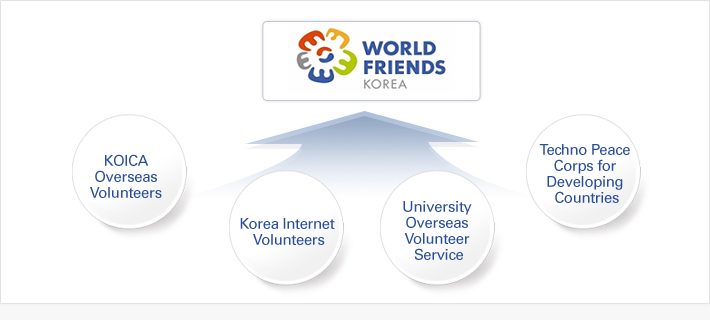 WORLD
FRIENDS
KOREA
KOICA
Overseas
Volunteers
Korea Internet
Volunteers
University
Overseas
Volunteer
Service
Techno Peace
Corps for
Developing
Countries